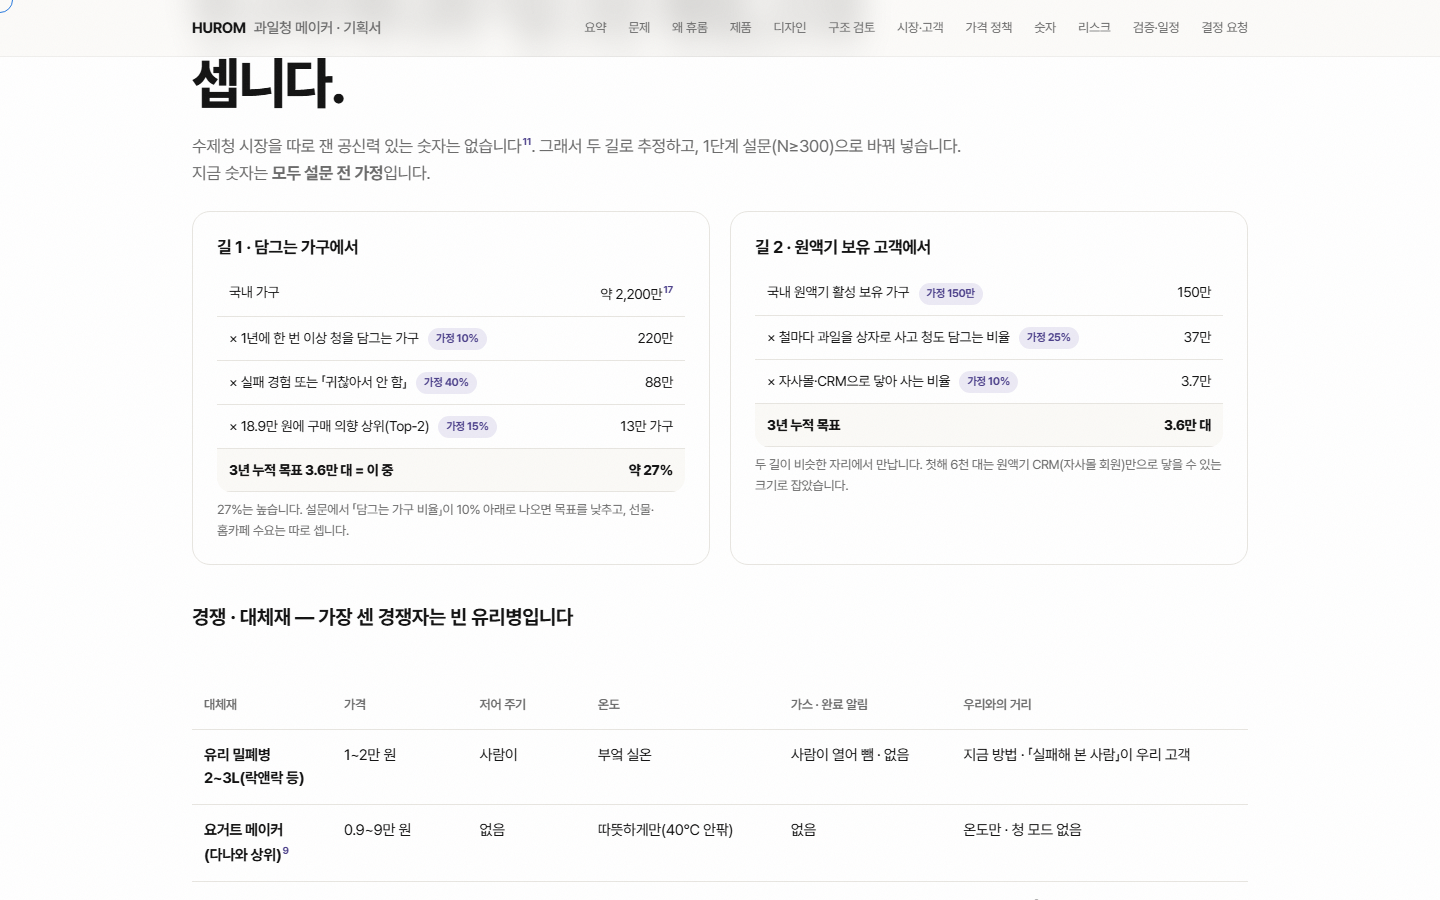 HUROM 과일청 메이커 · 기획서
요약 문제 왜 휴롬 제품 디자인 구조 검토 시장·고객 가격 정책 숫자 리스크 검증·일정 결정 요청
셉니다.
수제청 시장을 따로 잰 공신력 있는 숫자는 없습니다11. 그래서 두 길로 추정하고, 1단계 설문(N≥300)으로 바꿔 넣습니다.
지금 숫자는 모두 설문 전 가정입니다.
길 1 · 담그는 가구에서
국내 가구 약 2,200만17
× 1년에 한 번 이상 청을 담그는 가구 가정 10% 220만
× 실패 경험 또는 「귀찮아서 안 함」 가정 40% 88만
× 18.9만 원에 구매 의향 상위(Top-2) 가정 15% 13만 가구
3년 누적 목표 3.6만 대 = 이 중 약 27%
27%는 높습니다. 설문에서 「담그는 가구 비율」이 10% 아래로 나오면 목표를 낮추고, 선물·
홈카페 수요는 따로 셉니다.
길 2 · 원액기 보유 고객에서
국내 원액기 활성 보유 가구 가정 150만 150만
× 철마다 과일을 상자로 사고 청도 담그는 비율 가정 25% 37만
× 자사몰·CRM으로 닿아 사는 비율 가정 10% 3.7만
3년 누적 목표 3.6만 대
두 길이 비슷한 자리에서 만납니다. 첫해 6천 대는 원액기 CRM(자사몰 회원)만으로 닿을 수 있는
크기로 잡았습니다.
경쟁 · 대체재 — 가장 센 경쟁자는 빈 유리병입니다
대체재 가격 저어 주기 온도 가스 · 완료 알림 우리와의 거리
유리 밀폐병 1~2만 원 사람이 부엌 실온 사람이 열어 뺌 · 없음 지금 방법 · 「실패해 본 사람」이 우리 고객
2~3L(락앤락 등)
요거트 메이커 0.9~9만 원 없음 따뜻하게만(40°C 안팎) 없음 온도만 · 청 모드 없음
(다나와 상위)9